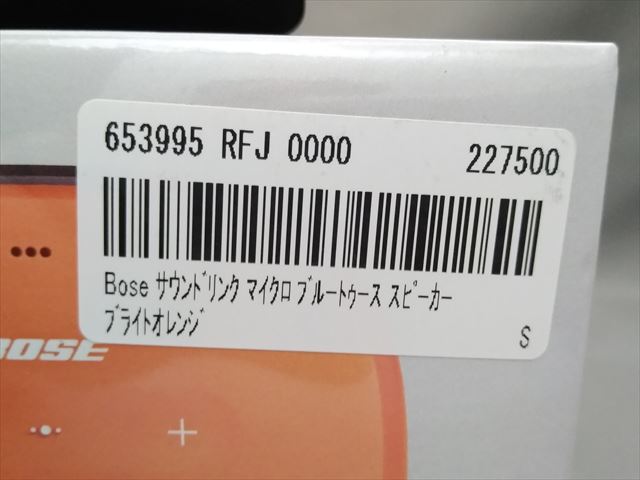 653995 RFJ 0000 227500
Bose ｻｳﾝﾄﾞﾘﾝｸ ﾏｲｸﾛ ﾌﾞﾙｰﾄｩｰｽ ｽﾋﾟｰｶｰ
ﾌﾞﾗｲﾄｵﾚﾝｼﾞ S
BOSE